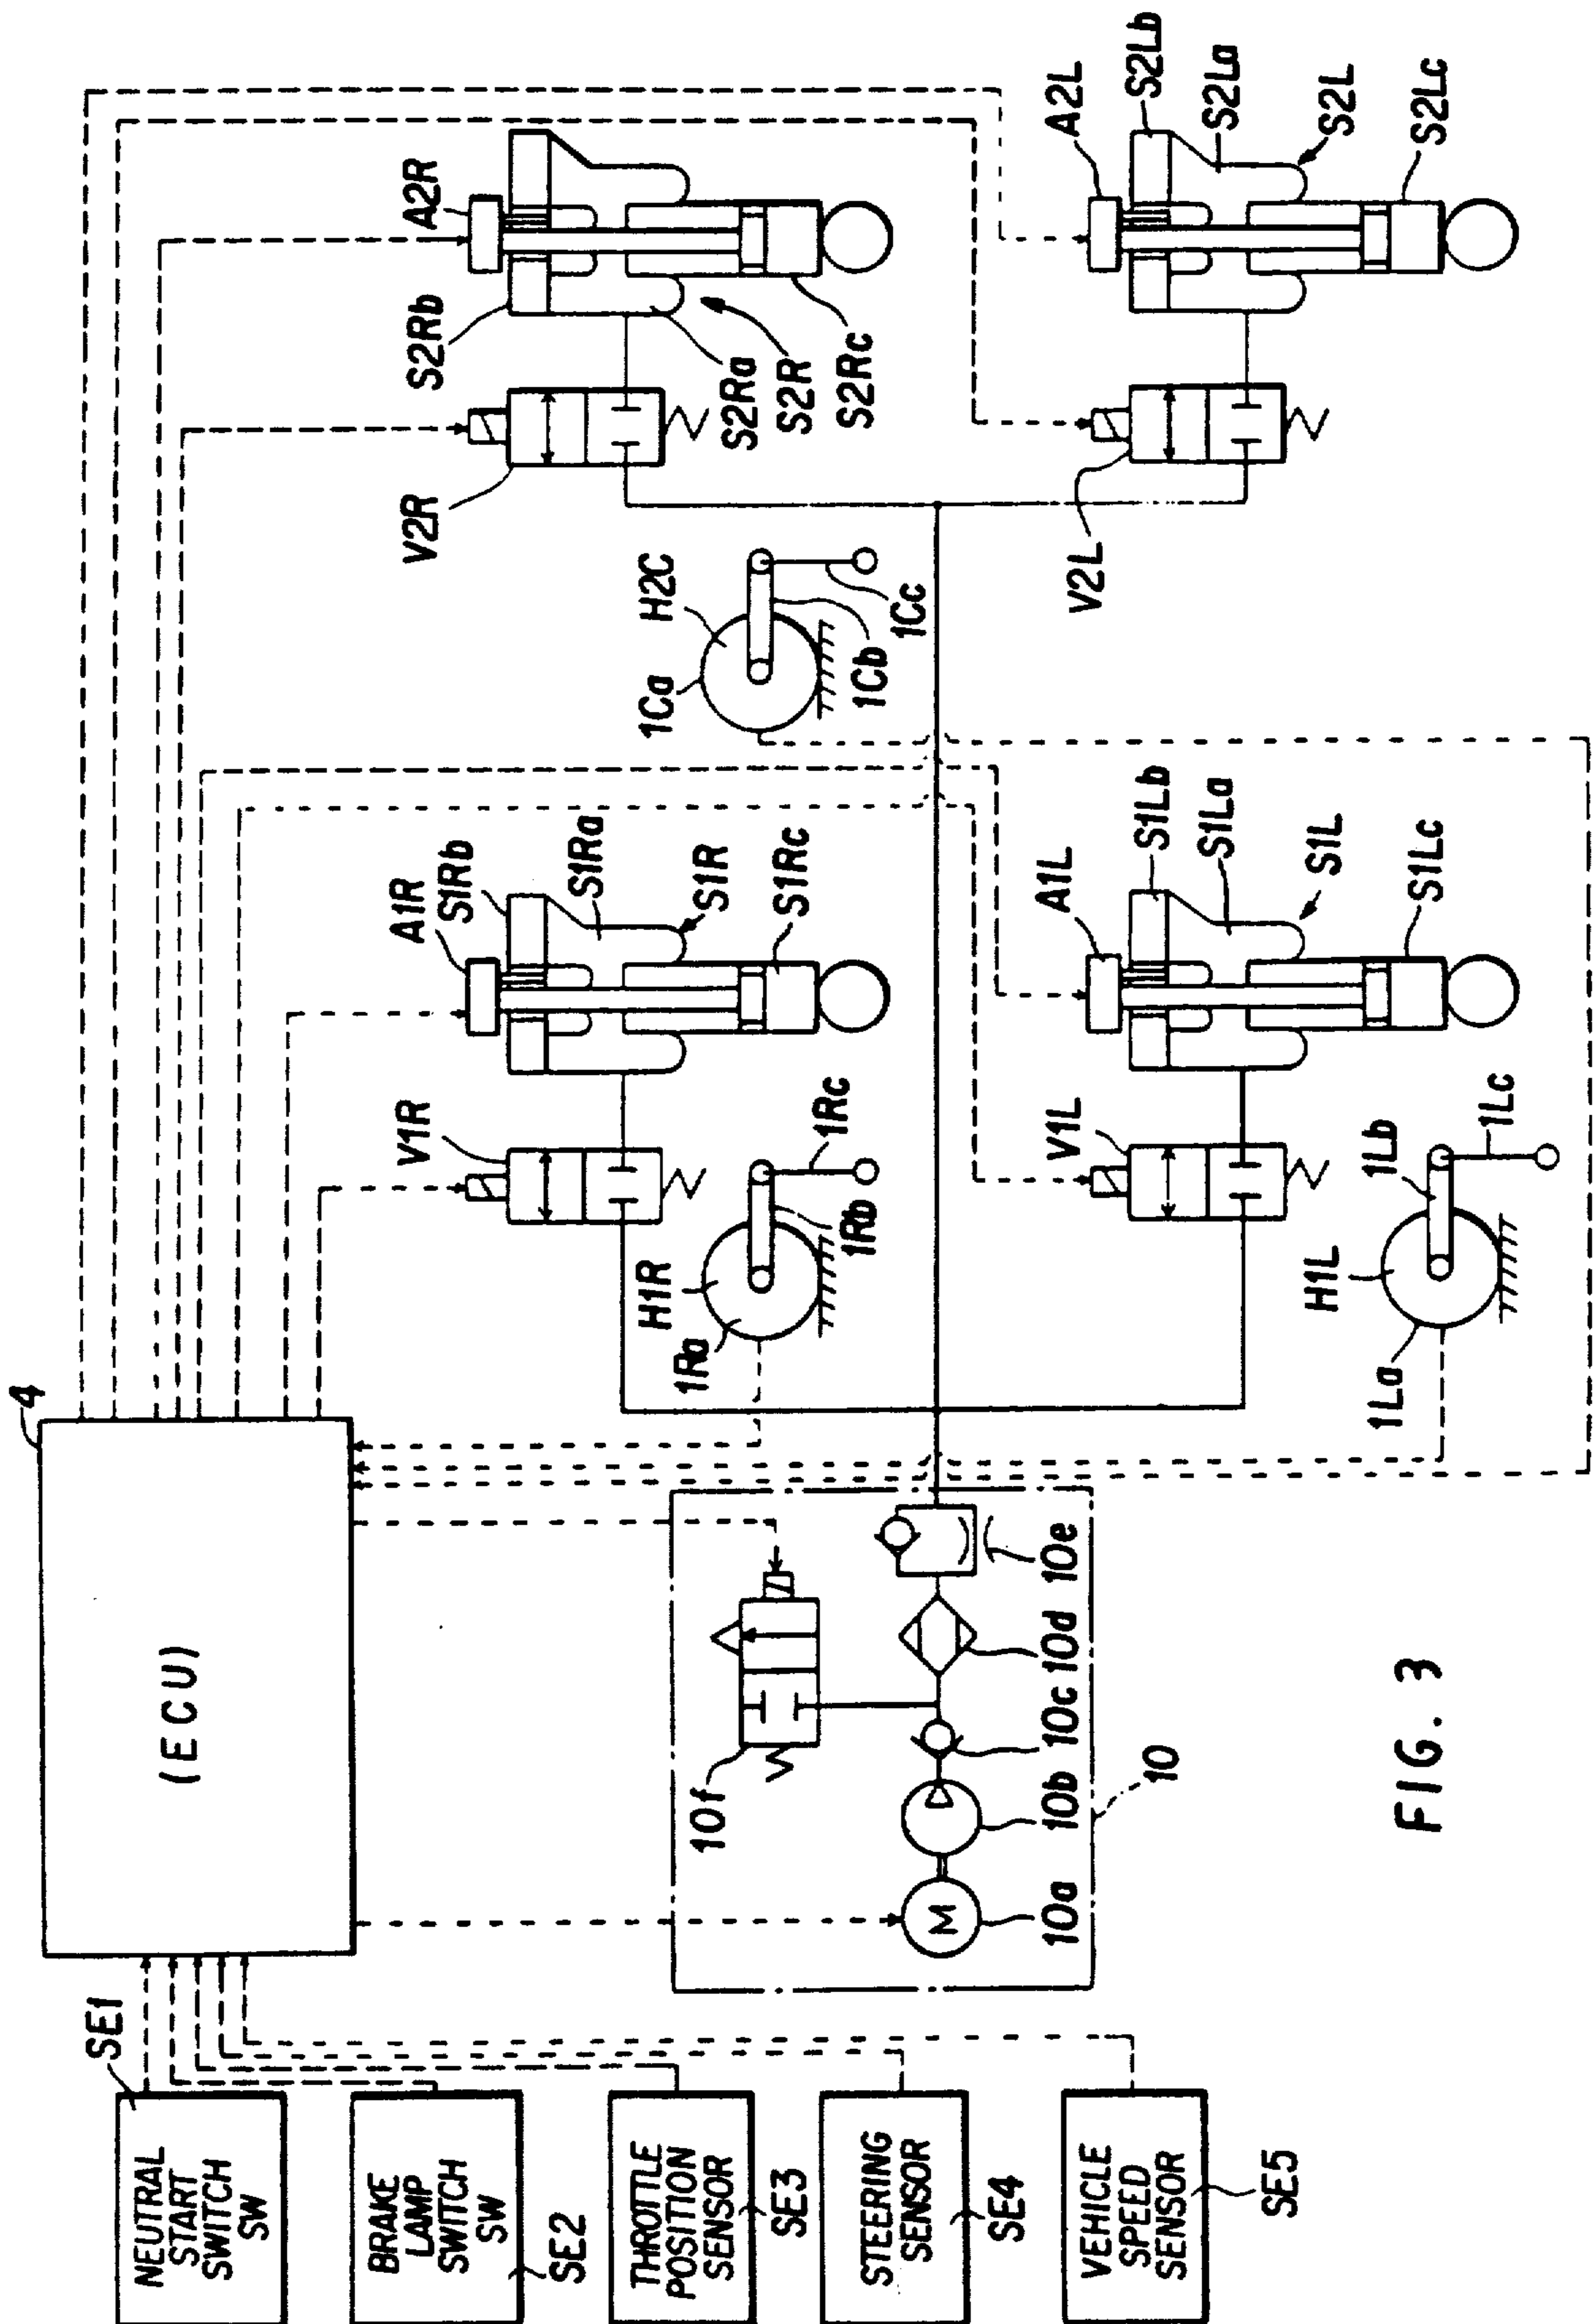 NEUTRAL
START
SWITCH
SW
SE1
BRAKE
LAMP
SWITCH
SW
SE2
THROTTLE
POSITION
SENSOR
SE3
STEERING
SENSOR
SE4
VEHICLE
SPEED
SENSOR
SE5
4
(ECU)
10f
M
10a
10b
10c
10d
10e
10
V1R
A1R
S1Rb
S1Ra
S1R
S1Rc
H1R
1Ra
1Rb
1Rc
V2R
S2Rb
A2R
S2Ra
S2R
S2Rc
1Ca
H2C
1Cb
1Cc
H1L
1La
1Lb
1Lc
V1L
A1L
S1Lb
S1La
S1L
S1Lc
V2L
A2L
S2Lb
S2La
S2L
S2Lc
FIG. 3